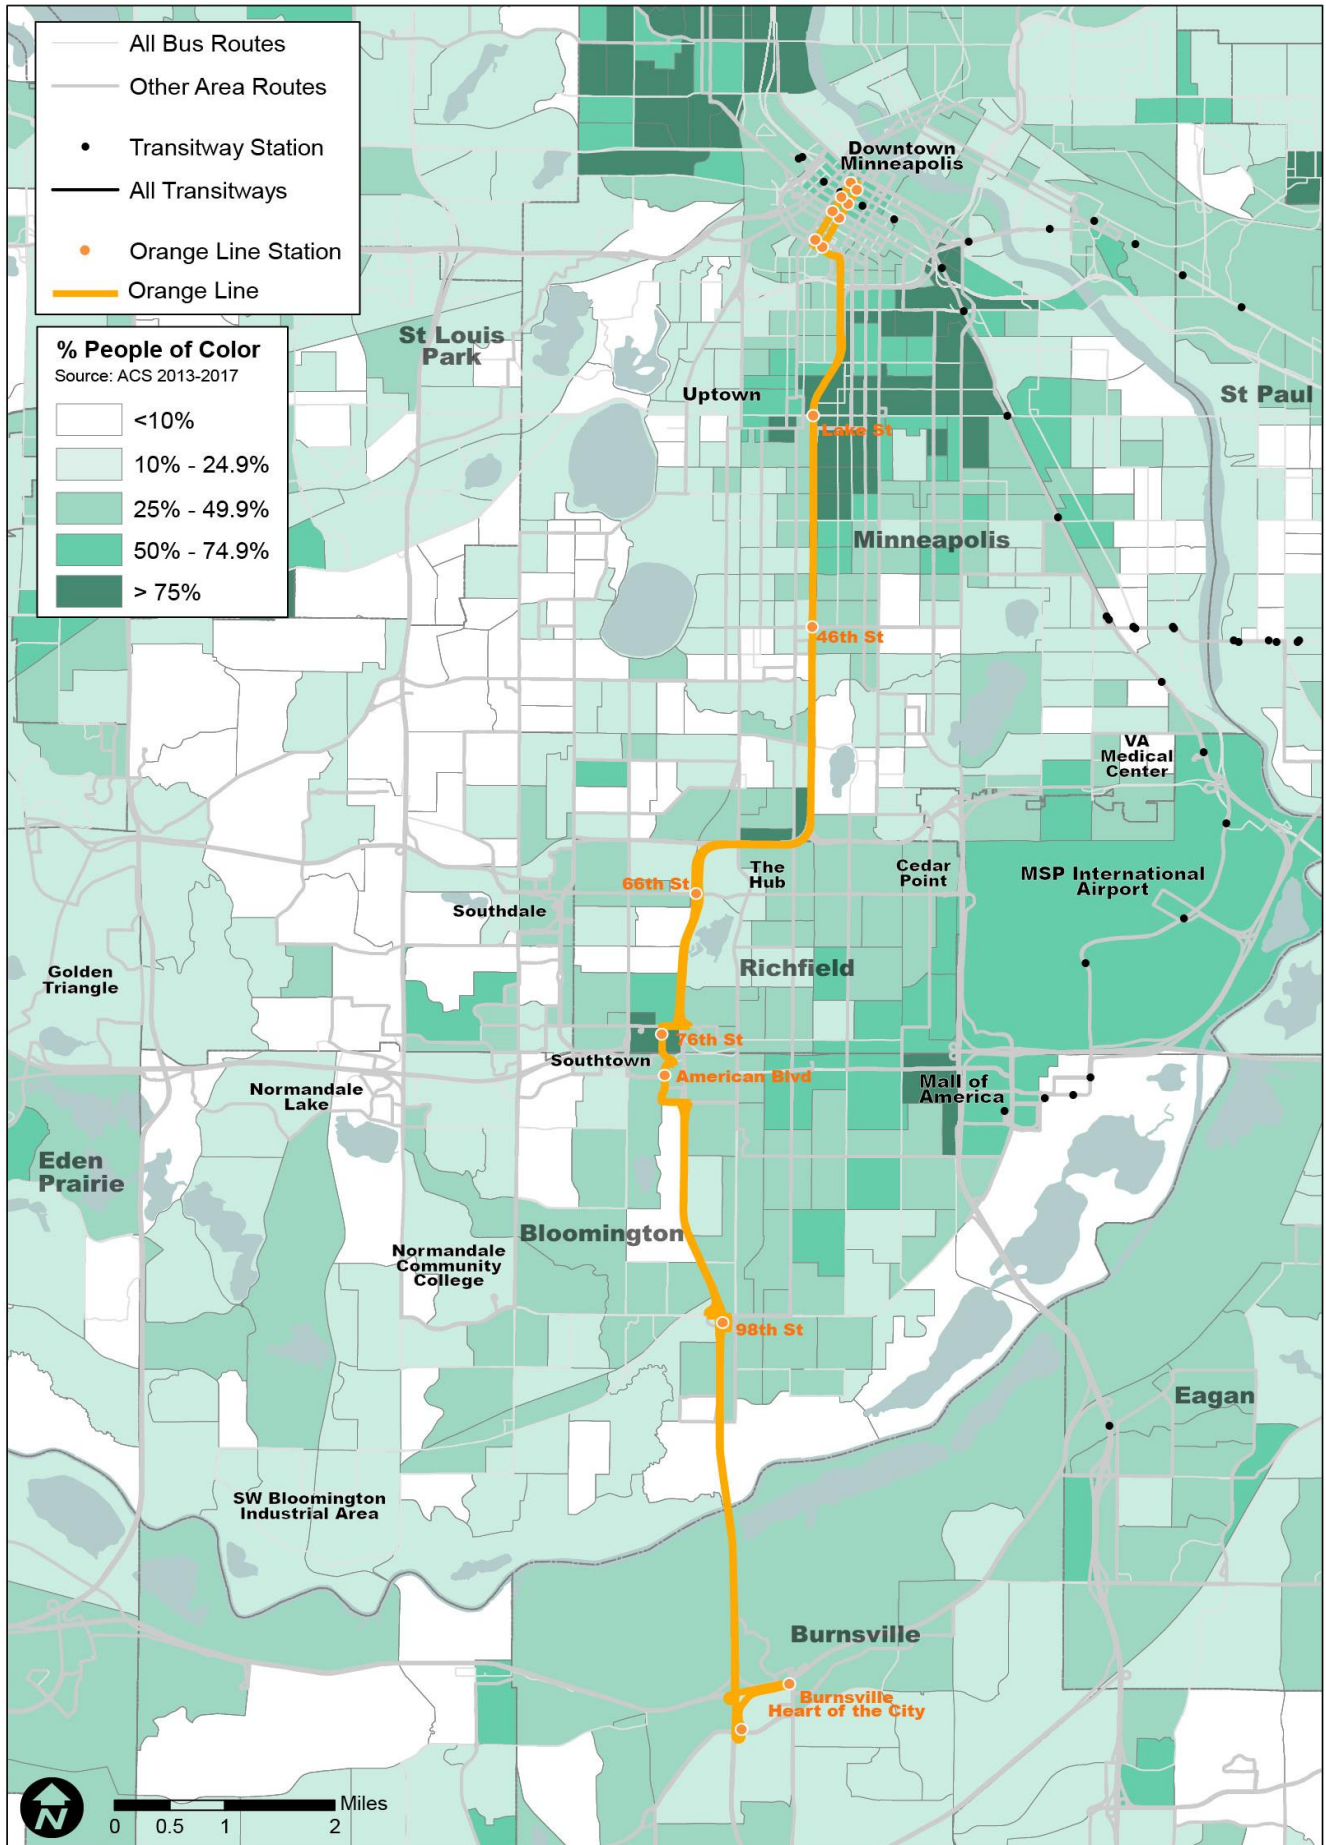 All Bus Routes
Other Area Routes
Transitway Station
All Transitways
Orange Line Station
Orange Line
% People of Color
Source: ACS 2013-2017
<10%
10% - 24.9%
25% - 49.9%
50% - 74.9%
> 75%
Downtown
Minneapolis
St Louis
Park
Uptown
St Paul
Lake St
Minneapolis
46th St
VA
Medical
Center
The
Hub
Cedar
Point
MSP International
Airport
66th St
Southdale
Golden
Triangle
Richfield
76th St
Southtown
American Blvd
Normandale
Lake
Mall of
America
Eden
Prairie
Bloomington
Normandale
Community
College
98th St
Eagan
SW Bloomington
Industrial Area
Burnsville
Burnsville
Heart of the City
N
Miles
0 0.5 1 2